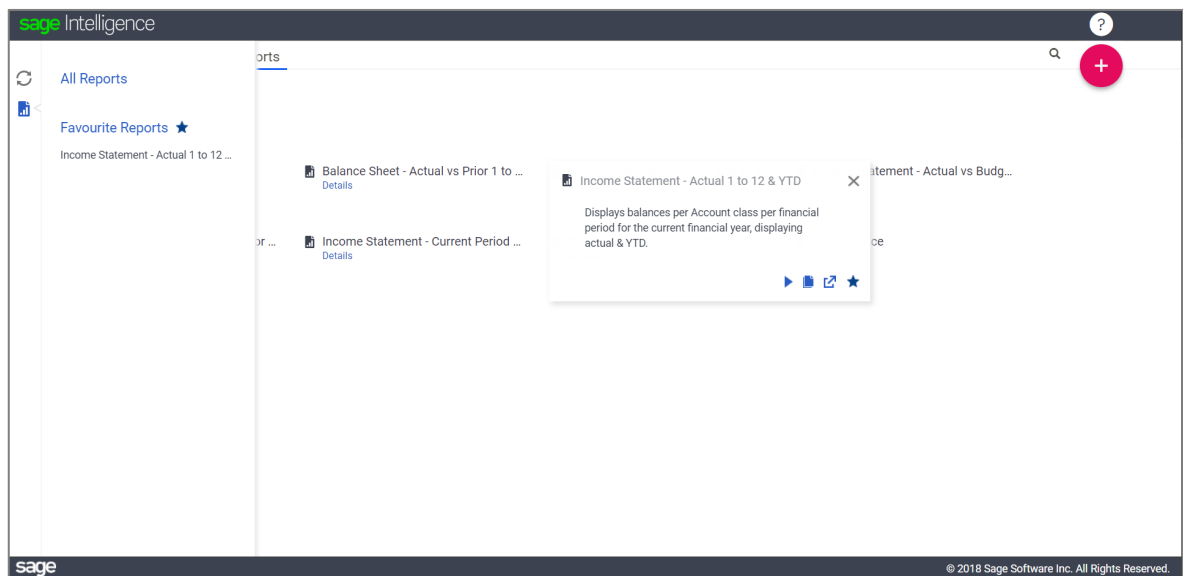 sage Intelligence
?
orts
+
All Reports
Favourite Reports
Income Statement - Actual 1 to 12 ...
Balance Sheet - Actual vs Prior 1 to ...
Details
Income Statement - Actual 1 to 12 & YTD
atement - Actual vs Budg...
Displays balances per Account class per financial
period for the current financial year, displaying
actual & YTD.
or ...
Income Statement - Current Period ...
Details
ce
sage
© 2018 Sage Software Inc. All Rights Reserved.